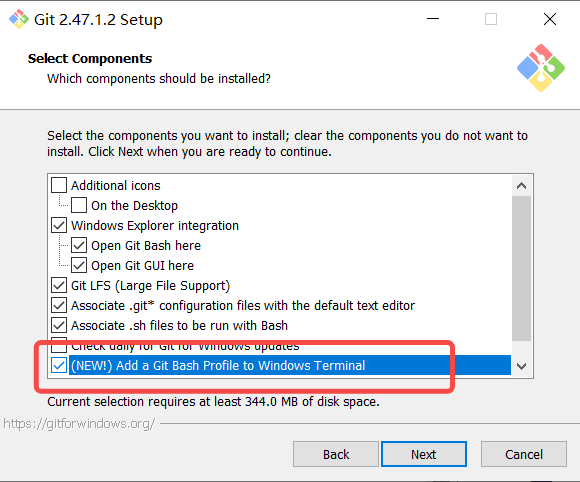 Git 2.47.1.2 Setup
Select Components
Which components should be installed?
Select the components you want to install; clear the components you do not want to
install. Click Next when you are ready to continue.
Additional icons
On the Desktop
Windows Explorer integration
Open Git Bash here
Open Git GUI here
Git LFS (Large File Support)
Associate .git* configuration files with the default text editor
Associate .sh files to be run with Bash
Check daily for Git for Windows updates
(NEW!) Add a Git Bash Profile to Windows Terminal
Current selection requires at least 344.0 MB of disk space.
https://gitforwindows.org/
Back
Next
Cancel